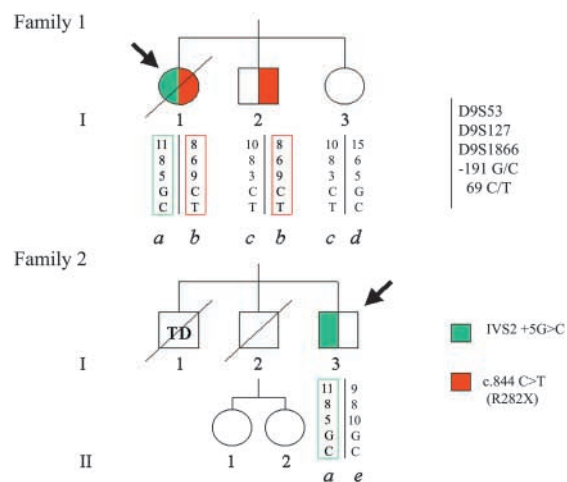 Family 1
I
1 2 3
11 8 10 8 10 15
8 6 8 6 8 6
5 9 3 9 3 5
G C C C C G
C T T T T C
a b c b c d
D9S53
D9S127
D9S1866
-191 G/C
69 C/T
Family 2
TD
I
1 2 3
11 9
8 8
5 10
G G
C C
a e
II
1 2
IVS2 +5G>C
c.844 C>T
(R282X)